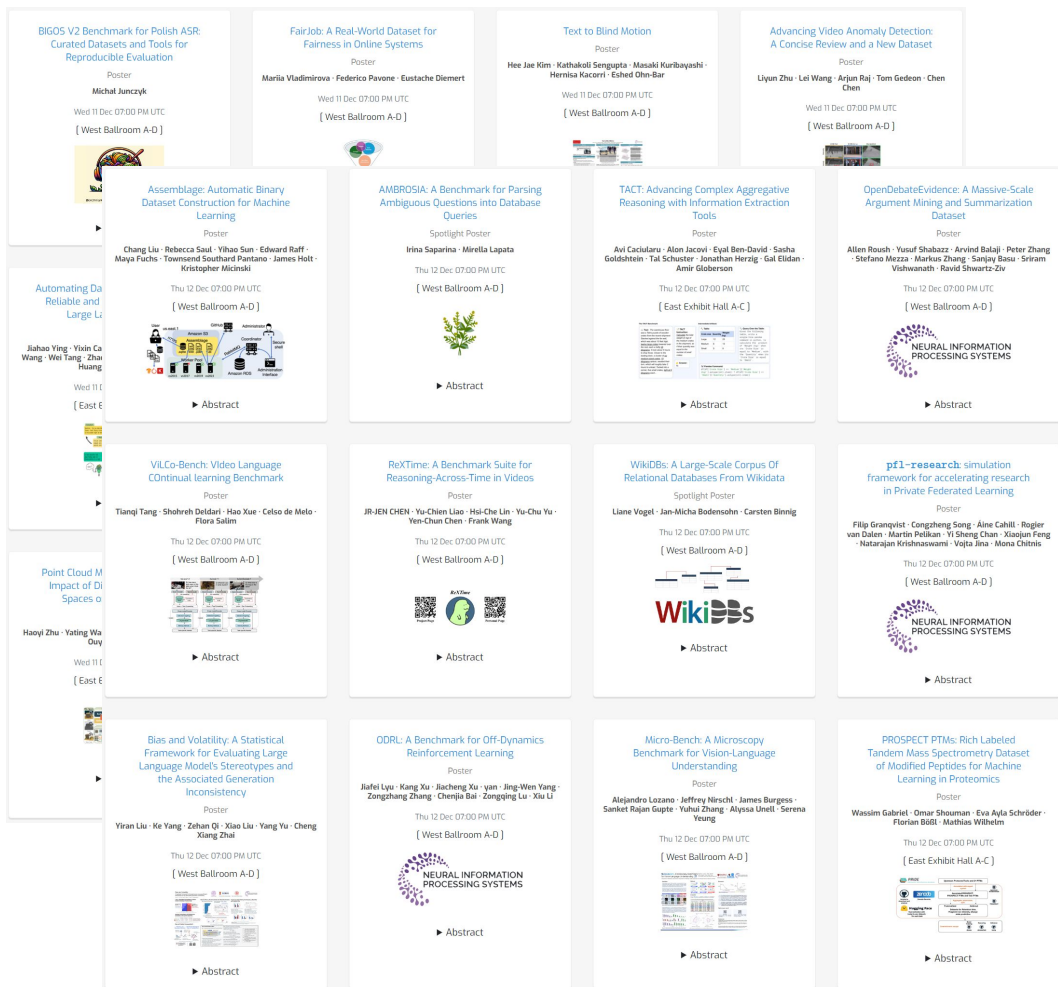 BIGOS V2 Benchmark for Polish ASR:
Curated Datasets and Tools for
Reproducible Evaluation
Poster
Michał Junczyk
Wed 11 Dec 07:00 PM UTC
[ West Ballroom A-D ]
FairJob: A Real-World Dataset for
Fairness in Online Systems
Poster
Mariia Vladimirova · Federico Pavone · Eustache Diemert
Wed 11 Dec 07:00 PM UTC
[ West Ballroom A-D ]
Text to Blind Motion
Poster
Hee Jae Kim · Kathakoli Sengupta · Masaki Kuribayashi ·
Hernisa Kacorri · Eshed Ohn-Bar
Wed 11 Dec 07:00 PM UTC
[ West Ballroom A-D ]
Advancing Video Anomaly Detection:
A Concise Review and a New Dataset
Poster
Liyun Zhu · Lei Wang · Arjun Raj · Tom Gedeon · Chen
Chen
Wed 11 Dec 07:00 PM UTC
[ West Ballroom A-D ]
Automating Da
Reliable and
Large La
Jiahao Ying · Yixin Ca
Wang · Wei Tang · Zha
Huang
Wed 11 D
[ East E
Point Cloud M
Impact of Di
Spaces o
Haoyi Zhu · Yating Wa
Ouy
Wed 11 D
[ East E
Assemblage: Automatic Binary
Dataset Construction for Machine
Learning
Poster
Chang Liu · Rebecca Saul · Yihao Sun · Edward Raff ·
Maya Fuchs · Townsend Southard Pantano · James Holt ·
Kristopher Micinski
Thu 12 Dec 07:00 PM UTC
[ West Ballroom A-D ]
User
GitHub
Administrator
Amazon S3
Assemblage
Coordinator
Secure
shell
RabbitMQ
Worker Pool
Amazon RDS
Administration
interface
▶ Abstract
AMBROSIA: A Benchmark for Parsing
Ambiguous Questions into Database
Queries
Spotlight Poster
Irina Saparina · Mirella Lapata
Thu 12 Dec 07:00 PM UTC
[ West Ballroom A-D ]
▶ Abstract
TACT: Advancing Complex Aggregative
Reasoning with Information Extraction
Tools
Poster
Avi Caciularu · Alon Jacovi · Eyal Ben-David · Sasha
Goldshtein · Tal Schuster · Jonathan Herzig · Gal Elidan ·
Amir Globerson
Thu 12 Dec 07:00 PM UTC
[ East Exhibit Hall A-C ]
▶ Abstract
OpenDebateEvidence: A Massive-Scale
Argument Mining and Summarization
Dataset
Poster
Allen Roush · Yusuf Shabazz · Arvind Balaji · Peter Zhang
· Stefano Mezza · Markus Zhang · Sanjay Basu · Sriram
Vishwanath · Ravid Shwartz-Ziv
Thu 12 Dec 07:00 PM UTC
[ West Ballroom A-D ]
NEURAL INFORMATION
PROCESSING SYSTEMS
▶ Abstract
ViLCo-Bench: VIdeo Language
COntinual learning Benchmark
Poster
Tianqi Tang · Shohreh Deldari · Hao Xue · Celso de Melo ·
Flora Salim
Thu 12 Dec 07:00 PM UTC
[ West Ballroom A-D ]
▶ Abstract
ReXTime: A Benchmark Suite for
Reasoning-Across-Time in Videos
Poster
JR-JEN CHEN · Yu-Chien Liao · Hsi-Che Lin · Yu-Chu Yu ·
Yen-Chun Chen · Frank Wang
Thu 12 Dec 07:00 PM UTC
[ West Ballroom A-D ]
ReXTime
Project Page
Personal Page
▶ Abstract
WikiDBs: A Large-Scale Corpus Of
Relational Databases From Wikidata
Spotlight Poster
Liane Vogel · Jan-Micha Bodensohn · Carsten Binnig
Thu 12 Dec 07:00 PM UTC
[ West Ballroom A-D ]
WikiDBs
▶ Abstract
pfl-research: simulation
framework for accelerating research
in Private Federated Learning
Poster
Filip Granqvist · Congzheng Song · Áine Cahill · Rogier
van Dalen · Martin Pelikan · Yi Sheng Chan · Xiaojun Feng
· Natarajan Krishnaswami · Vojta Jina · Mona Chitnis
Thu 12 Dec 07:00 PM UTC
[ West Ballroom A-D ]
NEURAL INFORMATION
PROCESSING SYSTEMS
▶ Abstract
Bias and Volatility: A Statistical
Framework for Evaluating Large
Language Model's Stereotypes and
the Associated Generation
Inconsistency
Poster
Yiran Liu · Ke Yang · Zehan Qi · Xiao Liu · Yang Yu · Cheng
Xiang Zhai
Thu 12 Dec 07:00 PM UTC
[ West Ballroom A-D ]
▶ Abstract
ODRL: A Benchmark for Off-Dynamics
Reinforcement Learning
Poster
Jiafei Lyu · Kang Xu · Jiacheng Xu · yan · Jing-Wen Yang ·
Zongzhang Zhang · Chenjia Bai · Zongqing Lu · Xiu Li
Thu 12 Dec 07:00 PM UTC
[ West Ballroom A-D ]
NEURAL INFORMATION
PROCESSING SYSTEMS
▶ Abstract
Micro-Bench: A Microscopy
Benchmark for Vision-Language
Understanding
Poster
Alejandro Lozano · Jeffrey Nirschl · James Burgess ·
Sanket Rajan Gupte · Yuhui Zhang · Alyssa Unell · Serena
Yeung
Thu 12 Dec 07:00 PM UTC
[ West Ballroom A-D ]
▶ Abstract
PROSPECT PTMs: Rich Labeled
Tandem Mass Spectrometry Dataset
of Modified Peptides for Machine
Learning in Proteomics
Poster
Wassim Gabriel · Omar Shouman · Eva Ayla Schröder ·
Florian Bößl · Mathias Wilhelm
Thu 12 Dec 07:00 PM UTC
[ East Exhibit Hall A-C ]
PRIDE
zenodo
Hugging Face
▶ Abstract